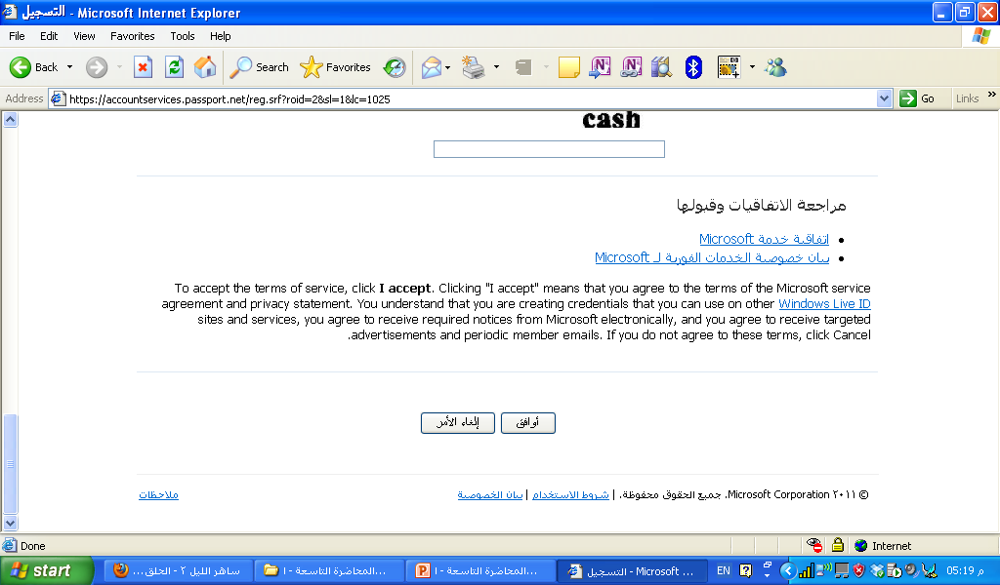 التسجيل - Microsoft Internet Explorer
File Edit View Favorites Tools Help
Back Search Favorites
Address https://accountservices.passport.net/reg.srf?roid=2&sl=1&lc=1025 Go Links »
cash
مراجعة الاتفاقيات وقبولها
اتفاقية خدمة Microsoft
بيان خصوصية الخدمات الفورية لـ Microsoft
To accept the terms of service, click I accept. Clicking "I accept" means that you agree to the terms of the Microsoft service
agreement and privacy statement. You understand that you are creating credentials that you can use on other Windows Live ID
sites and services, you agree to receive required notices from Microsoft electronically, and you agree to receive targeted
.advertisements and periodic member emails. If you do not agree to these terms, click Cancel
أوافق إلغاء الأمر
© ٢٠١١ Microsoft Corporation. جميع الحقوق محفوظة. | شروط الاستخدام | بيان الخصوصية ملاحظات
Done Internet
start ساهر الليل ٢ - الحلق... المحاضرة التاسعة - ا... المحاضرة التاسعة - ا... التسجيل - Microsoft ... EN 05:19 م